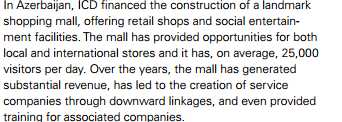 In Azerbaijan, ICD financed the construction of a landmark
shopping mall, offering retail shops and social entertain-
ment facilities. The mall has provided opportunities for both
local and international stores and it has, on average, 25,000
visitors per day. Over the years, the mall has generated
substantial revenue, has led to the creation of service
companies through downward linkages, and even provided
training for associated companies.